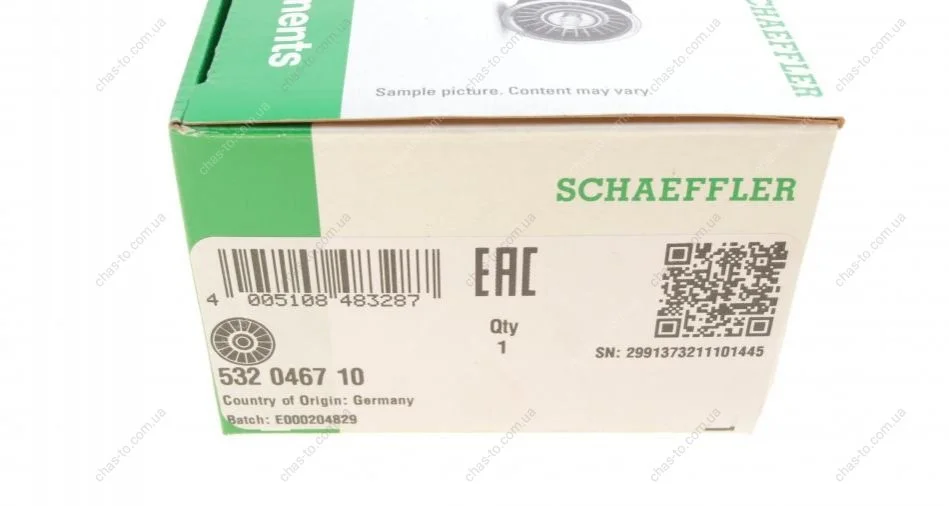 nents
SCHAEFFLER
Sample picture. Content may vary.
SCHAEFFLER
4 005108 483287
EAC
Qty
1
SN: 2991373211101445
532 0467 10
Country of Origin: Germany
Batch: E000204829
chas-to.com.ua